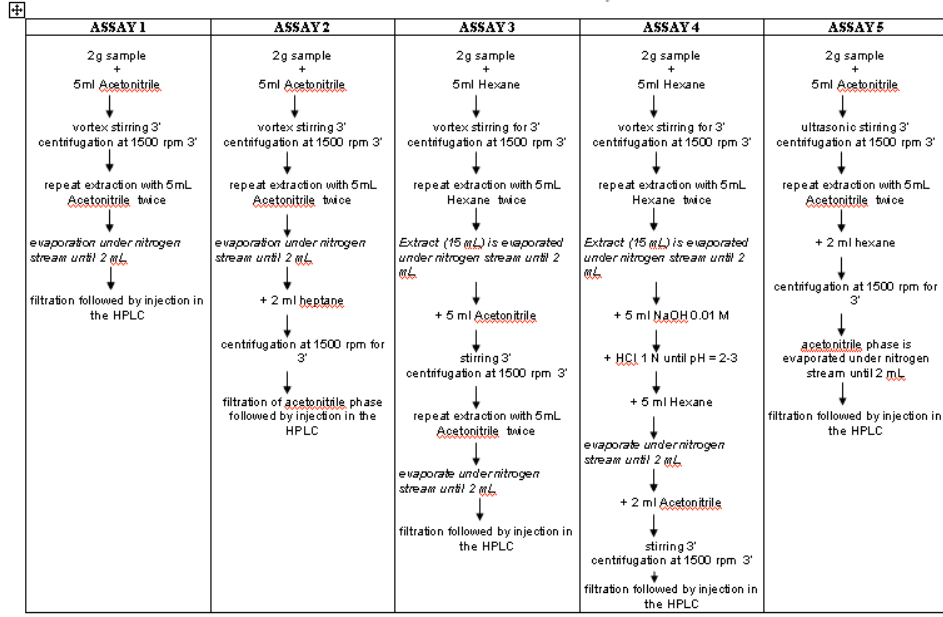 ASSAY 1
2g sample
+
5ml Acetonitrile
vortex stirring 3'
centrifugation at 1500 rpm 3'
repeat extraction with 5mL
Acetonitrile twice
evaporation under nitrogen
stream until 2 mL
filtration followed by injection in
the HPLC
ASSAY 2
2g sample
+
5ml Acetonitrile
vortex stirring 3'
centrifugation at 1500 rpm 3'
repeat extraction with 5mL
Acetonitrile twice
evaporation under nitrogen
stream until 2 mL
+ 2 ml heptane
centrifugation at 1500 rpm for
3'
filtration of acetonitrile phase
followed by injection in the
HPLC
ASSAY 3
2g sample
+
5ml Hexane
vortex stirring for 3'
centrifugation at 1500 rpm 3'
repeat extraction with 5mL
Hexane twice
Extract (15 mL) is evaporated
under nitrogen stream until 2
mL
+ 5 ml Acetonitrile
stirring 3'
centrifugation at 1500 rpm 3'
repeat extraction with 5mL
Acetonitrile twice
evaporate under nitrogen
stream until 2 mL
filtration followed by injection in
the HPLC
ASSAY 4
2g sample
+
5ml Hexane
vortex stirring for 3'
centrifugation at 1500 rpm 3'
repeat extraction with 5mL
Hexane twice
Extract (15 mL) is evaporated
under nitrogen stream until 2
mL
+ 5 ml NaOH 0.01 M
+ HCl 1 N until pH = 2-3
+ 5 ml Hexane
evaporate under nitrogen
stream until 2 mL
+ 2 ml Acetonitrile
stirring 3'
centrifugation at 1500 rpm 3'
filtration followed by injection in
the HPLC
ASSAY 5
2g sample
+
5ml Acetonitrile
ultrasonic stirring 3'
centrifugation at 1500 rpm 3'
repeat extraction with 5mL
Acetonitrile twice
+ 2 ml hexane
centrifugation at 1500 rpm for
3'
acetonitrile phase is
evaporated under nitrogen
stream until 2 mL
filtration followed by injection in
the HPLC